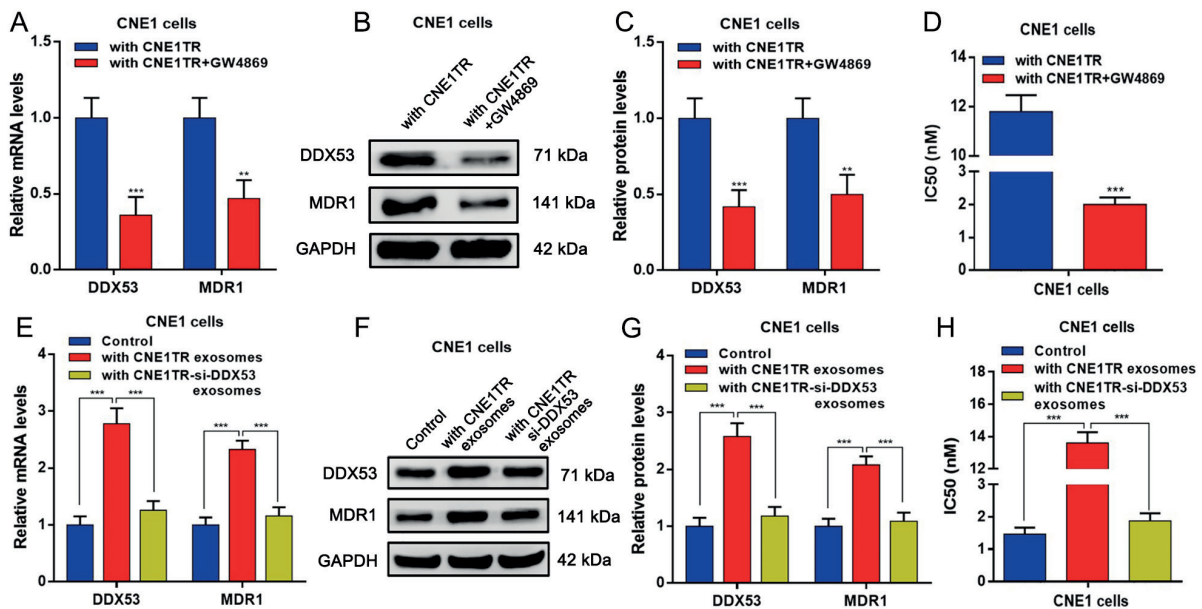 A
CNE1 cells
with CNE1TR
with CNE1TR+GW4869
Relative mRNA levels
1.5
1.0
0.5
0.0
***
**
DDX53
MDR1
B
CNE1 cells
with CNE1TR
with CNE1TR
+GW4869
DDX53
71 kDa
MDR1
141 kDa
GAPDH
42 kDa
C
CNE1 cells
with CNE1TR
with CNE1TR+GW4869
Relative protein levels
1.5
1.0
0.5
0.0
***
**
DDX53
MDR1
D
CNE1 cells
with CNE1TR
with CNE1TR+GW4869
IC50 (nM)
14
12
10
3
2
1
0
***
CNE1 cells
E
CNE1 cells
Control
with CNE1TR exosomes
with CNE1TR-si-DDX53
exosomes
Relative mRNA levels
4
3
2
1
0
*** ***
*** ***
DDX53
MDR1
F
CNE1 cells
Control
with CNE1TR
exosomes
with CNE1TR
si-DDX53
exosomes
DDX53
71 kDa
MDR1
141 kDa
GAPDH
42 kDa
G
CNE1 cells
Control
with CNE1TR exosomes
with CNE1TR-si-DDX53
exosomes
Relative protein levels
4
3
2
1
0
*** ***
*** ***
DDX53
MDR1
H
CNE1 cells
Control
with CNE1TR exosomes
with CNE1TR-si-DDX53
exosomes
IC50 (nM)
18
16
14
12
3
2
1
0
*** ***
CNE1 cells